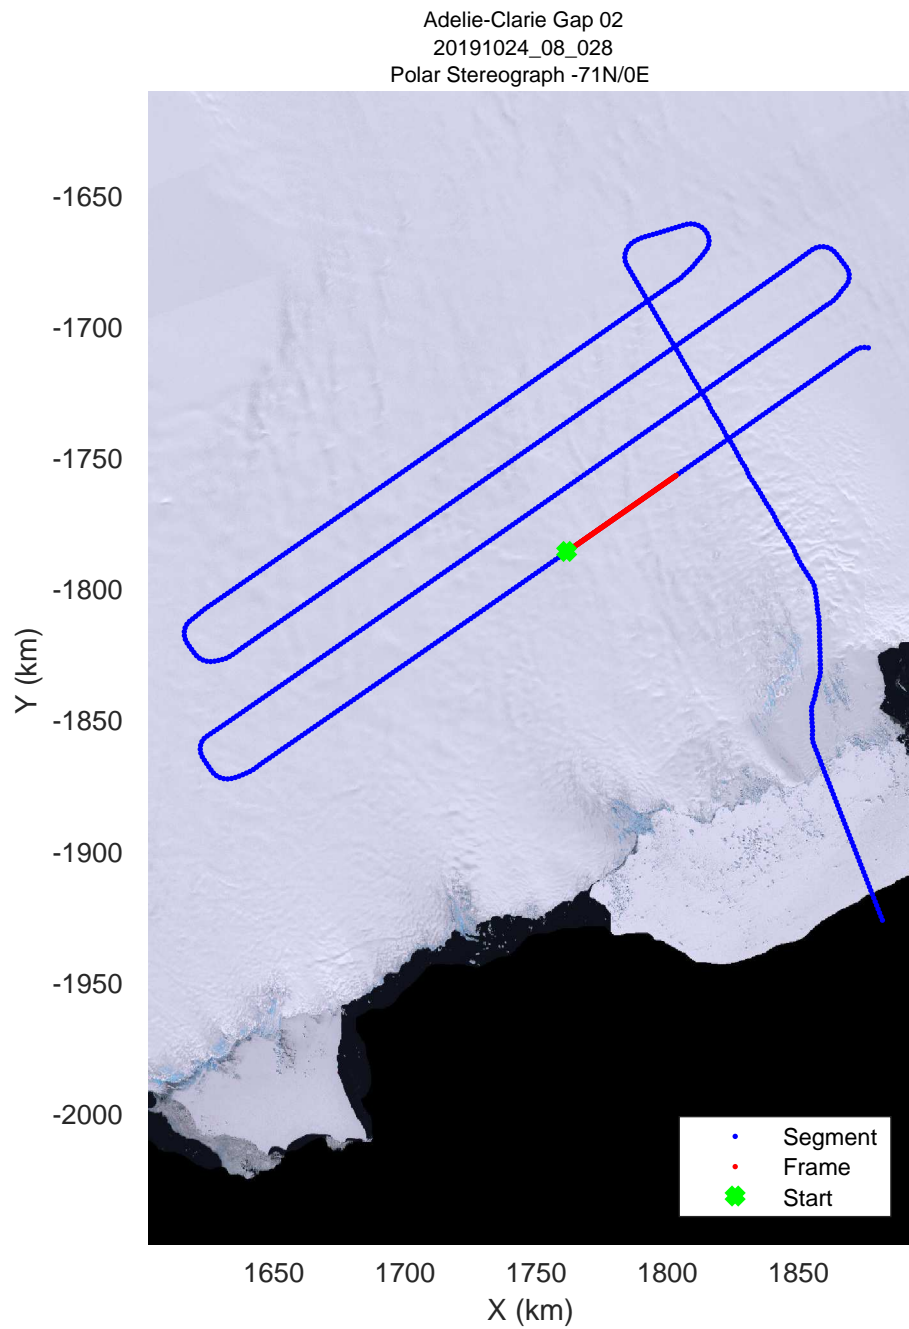 Adelie-Clarie Gap 02
20191024_08_028
Polar Stereograph -71N/0E
-1650
-1700
-1750
-1800
-1850
-1900
-1950
-2000
Y (km)
Segment
Frame
Start
1650 1700 1750 1800 1850
X (km)